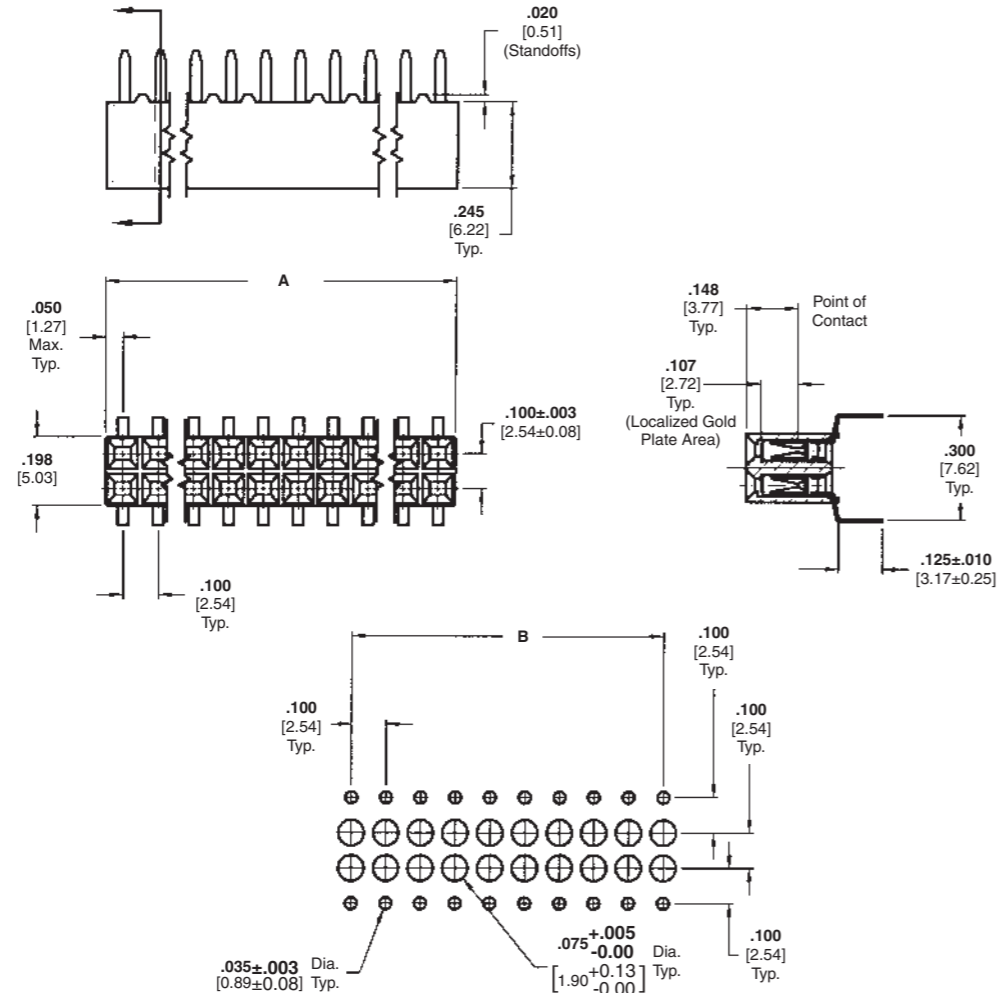 .020
[0.51]
(Standoffs)
.245
[6.22]
Typ.
A
.050
[1.27]
Max.
Typ.
.198
[5.03]
.100±.003
[2.54±0.08]
.100
[2.54]
Typ.
.148
[3.77]
Typ.
Point of
Contact
.107
[2.72]
Typ.
(Localized Gold
Plate Area)
.300
[7.62]
Typ.
.125±.010
[3.17±0.25]
B
.100
[2.54]
Typ.
.100
[2.54]
Typ.
.100
[2.54]
Typ.
.035±.003 Dia.
[0.89±0.08] Typ.
.075 +.005 -0.00 Dia.
[1.90 +0.13 -0.00] Typ.
.100
[2.54]
Typ.